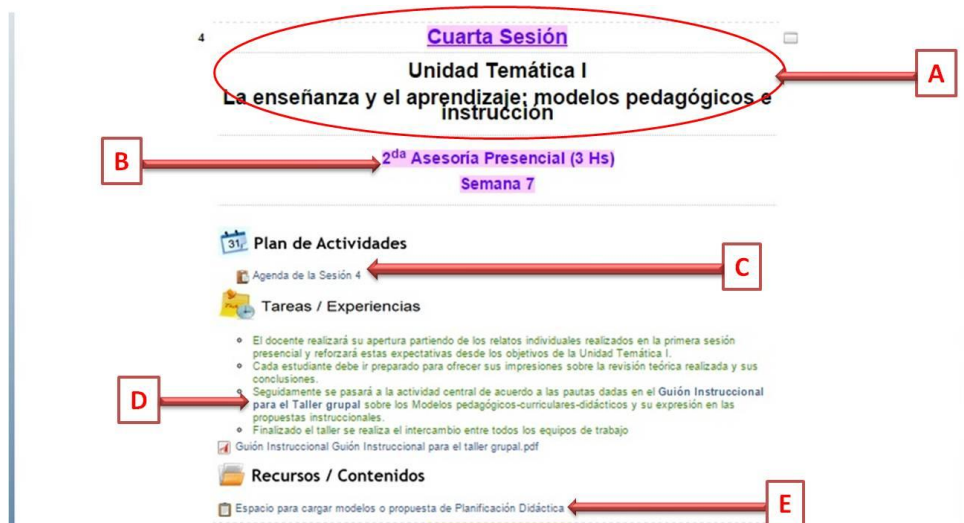 4
Cuarta Sesión
A
Unidad Temática I
La enseñanza y el aprendizaje: modelos pedagógicos e
instrucción
B
2da Asesoría Presencial (3 Hs)
Semana 7
31
Plan de Actividades
C
Agenda de la Sesión 4
Tareas / Experiencias
El docente realizará su apertura partiendo de los relatos individuales realizados en la primera sesión
presencial y reforzará estas expectativas desde los objetivos de la Unidad Temática I.
Cada estudiante debe ir preparado para ofrecer sus impresiones sobre la revisión teórica realizada y sus
conclusiones.
D
Seguidamente se pasará a la actividad central de acuerdo a las pautas dadas en el Guión Instruccional
para el Taller grupal sobre los Modelos pedagógicos-curriculares-didácticos y su expresión en las
propuestas instruccionales.
Finalizado el taller se realiza el intercambio entre todos los equipos de trabajo
Guión Instruccional Guión Instruccional para el taller grupal.pdf
Recursos / Contenidos
Espacio para cargar modelos o propuesta de Planificación Didáctica
E